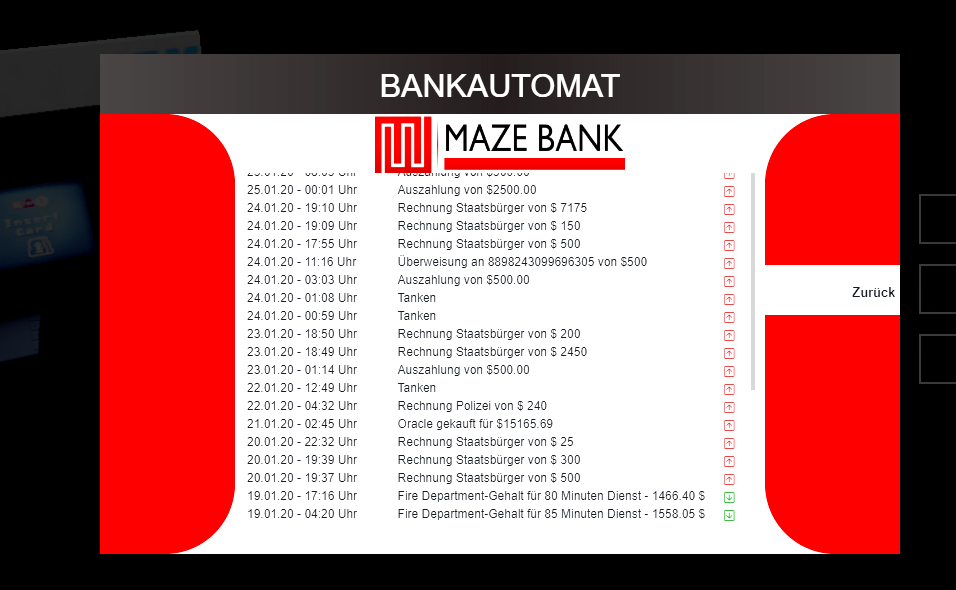 BANKAUTOMAT
MAZE BANK
25.01.20 - 00:01 Uhr Auszahlung von $2500.00
24.01.20 - 19:10 Uhr Rechnung Staatsbürger von $ 7175
24.01.20 - 19:09 Uhr Rechnung Staatsbürger von $ 150
24.01.20 - 17:55 Uhr Rechnung Staatsbürger von $ 500
24.01.20 - 11:16 Uhr Überweisung an 8898243099696305 von $500
24.01.20 - 03:03 Uhr Auszahlung von $500.00
24.01.20 - 01:08 Uhr Tanken
24.01.20 - 00:59 Uhr Tanken
23.01.20 - 18:50 Uhr Rechnung Staatsbürger von $ 200
23.01.20 - 18:49 Uhr Rechnung Staatsbürger von $ 2450
23.01.20 - 01:14 Uhr Auszahlung von $500.00
22.01.20 - 12:49 Uhr Tanken
22.01.20 - 04:32 Uhr Rechnung Polizei von $ 240
21.01.20 - 02:45 Uhr Oracle gekauft für $15165.69
20.01.20 - 22:32 Uhr Rechnung Staatsbürger von $ 25
20.01.20 - 19:39 Uhr Rechnung Staatsbürger von $ 300
20.01.20 - 19:37 Uhr Rechnung Staatsbürger von $ 500
19.01.20 - 17:16 Uhr Fire Department-Gehalt für 80 Minuten Dienst - 1466.40 $
19.01.20 - 04:20 Uhr Fire Department-Gehalt für 85 Minuten Dienst - 1558.05 $
Zurück
Insert
Card